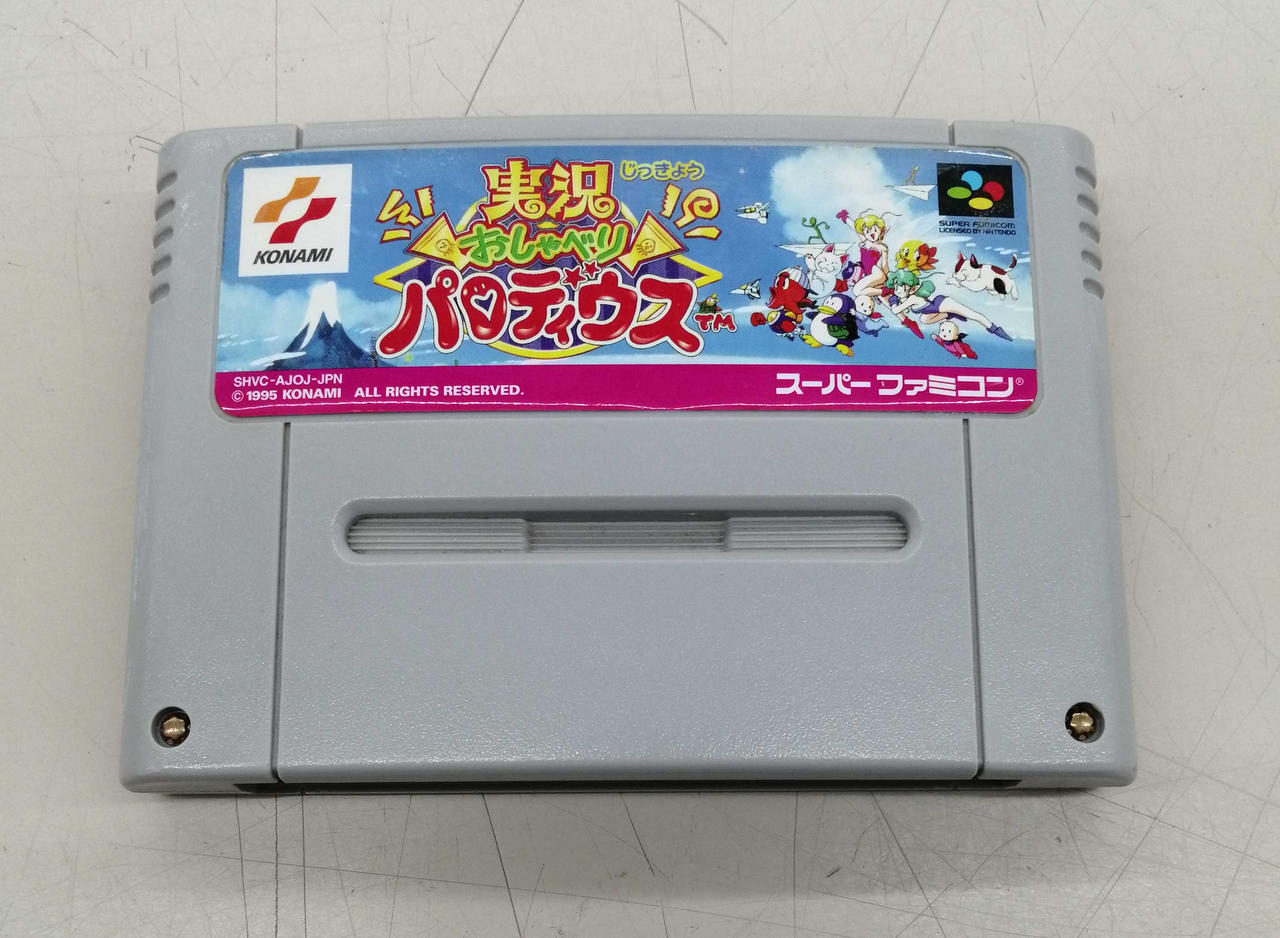 KONAMI
実況
じっきょう
おしゃべり
パロディウス™
SUPER FAMICOM
LICENSED BY NINTENDO
SHVC-AJOJ-JPN
© 1995 KONAMI ALL RIGHTS RESERVED.
スーパーファミコン®